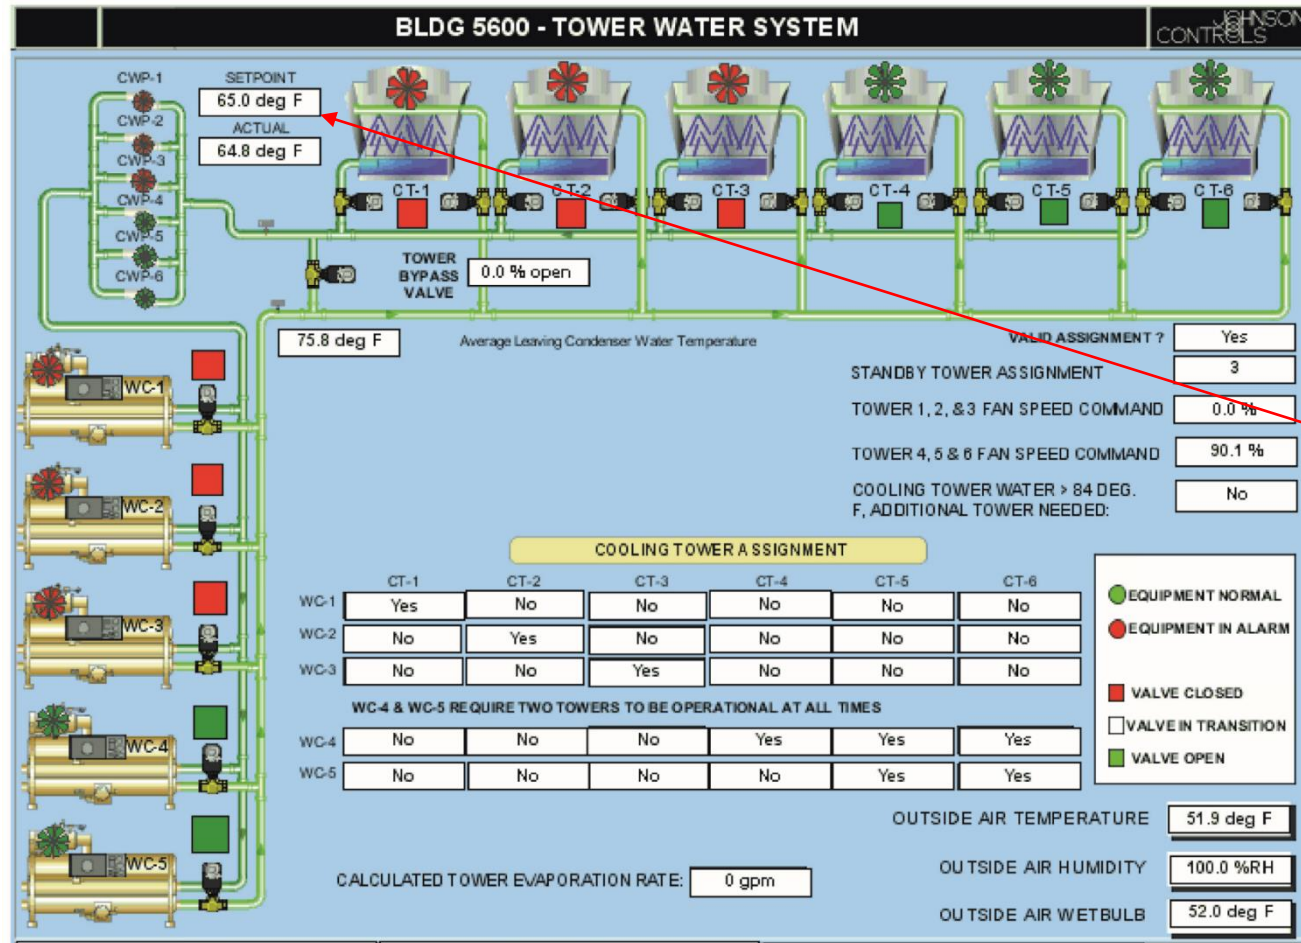 BLDG 5600 - TOWER WATER SYSTEM
JOHNSON
CONTROLS
CWP-1
CWP-2
CWP-3
CWP-4
CWP-5
CWP-6
SETPOINT
65.0 deg F
ACTUAL
64.8 deg F
CT-1
CT-2
CT-3
CT-4
CT-5
CT-6
TOWER
BYPASS
VALVE
0.0 % open
75.8 deg F
Average Leaving Condenser Water Temperature
VALID ASSIGNMENT ?
Yes
STANDBY TOWER ASSIGNMENT
3
TOWER 1, 2, &3 FAN SPEED COMMAND
0.0 %
TOWER 4, 5 & 6 FAN SPEED COMMAND
90.1 %
COOLING TOWER WATER > 84 DEG.
F, ADDITIONAL TOWER NEEDED:
No
WC-1
WC-2
WC-3
WC-4
WC-5
COOLING TOWER ASSIGNMENT
CT-1 CT-2 CT-3 CT-4 CT-5 CT-6
WC-1 Yes No No No No No
WC-2 No Yes No No No No
WC-3 No No Yes No No No
WC-4 & WC-5 REQUIRE TWO TOWERS TO BE OPERATIONAL AT ALL TIMES
WC-4 No No No Yes Yes Yes
WC-5 No No No No Yes Yes
EQUIPMENT NORMAL
EQUIPMENT IN ALARM
VALVE CLOSED
VALVE IN TRANSITION
VALVE OPEN
OUTSIDE AIR TEMPERATURE
51.9 deg F
CALCULATED TOWER EVAPORATION RATE:
0 gpm
OUTSIDE AIR HUMIDITY
100.0 %RH
OUTSIDE AIR WETBULB
52.0 deg F